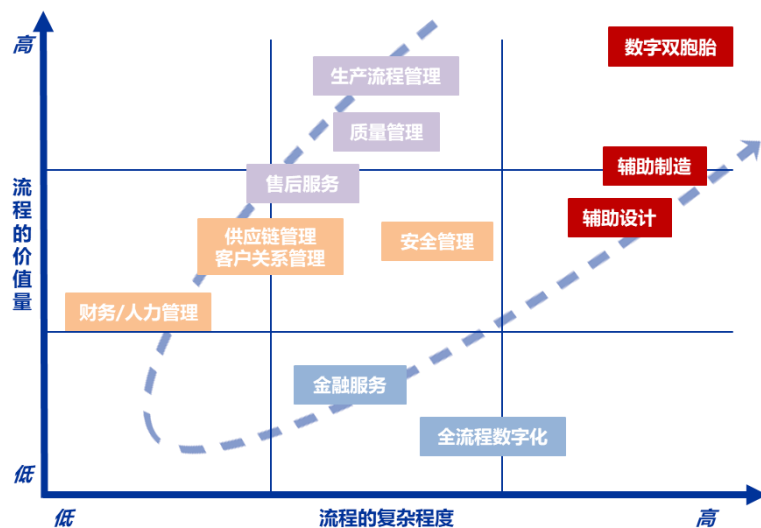 高
数字双胞胎
生产流程管理
质量管理
辅助制造
售后服务
流程的价值量
辅助设计
供应链管理
客户关系管理
安全管理
财务/人力管理
金融服务
全流程数字化
低
低
流程的复杂程度
高